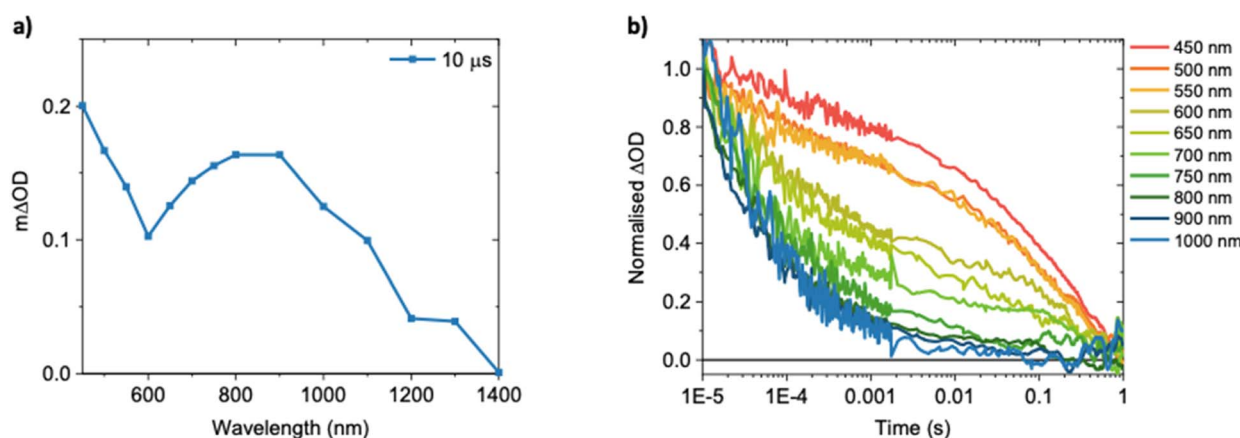 a)
10 μs
0.2
0.1
0.0
mΔOD
600 800 1000 1200 1400
Wavelength (nm)
b)
1.0
0.8
0.6
0.4
0.2
0.0
Normalised ΔOD
1E-5 1E-4 0.001 0.01 0.1 1
Time (s)
450 nm
500 nm
550 nm
600 nm
650 nm
700 nm
750 nm
800 nm
900 nm
1000 nm